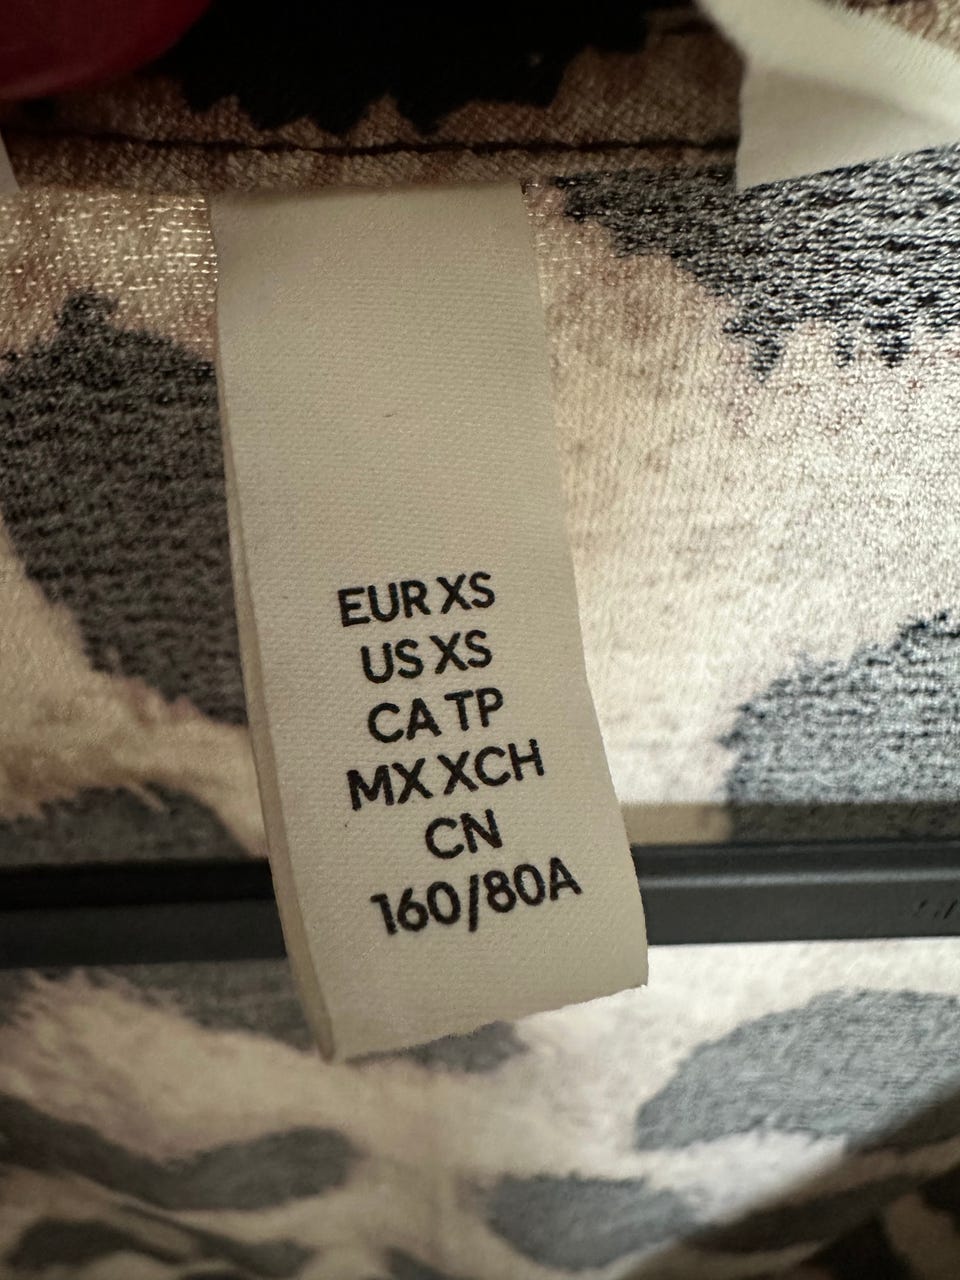 EUR XS
US XS
CA TP
MX XCH
CN
160/80A